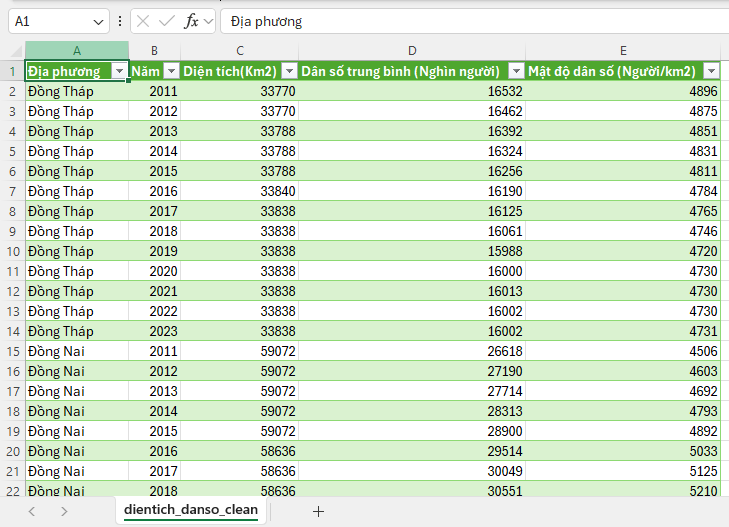 A1 fx Địa phương
A B C D E
1 Địa phương Năm Diện tích(Km2) Dân số trung bình (Nghìn người) Mật độ dân số (Người/km2)
2 Đồng Tháp 2011 33770 16532 4896
3 Đồng Tháp 2012 33770 16462 4875
4 Đồng Tháp 2013 33788 16392 4851
5 Đồng Tháp 2014 33788 16324 4831
6 Đồng Tháp 2015 33788 16256 4811
7 Đồng Tháp 2016 33840 16190 4784
8 Đồng Tháp 2017 33838 16125 4765
9 Đồng Tháp 2018 33838 16061 4746
10 Đồng Tháp 2019 33838 15988 4720
11 Đồng Tháp 2020 33838 16000 4730
12 Đồng Tháp 2021 33838 16013 4730
13 Đồng Tháp 2022 33838 16002 4730
14 Đồng Tháp 2023 33838 16002 4731
15 Đồng Nai 2011 59072 26618 4506
16 Đồng Nai 2012 59072 27190 4603
17 Đồng Nai 2013 59072 27714 4692
18 Đồng Nai 2014 59072 28313 4793
19 Đồng Nai 2015 59072 28900 4892
20 Đồng Nai 2016 58636 29514 5033
21 Đồng Nai 2017 58636 30049 5125
22 Đồng Nai 2018 58636 30551 5210
dientich_danso_clean